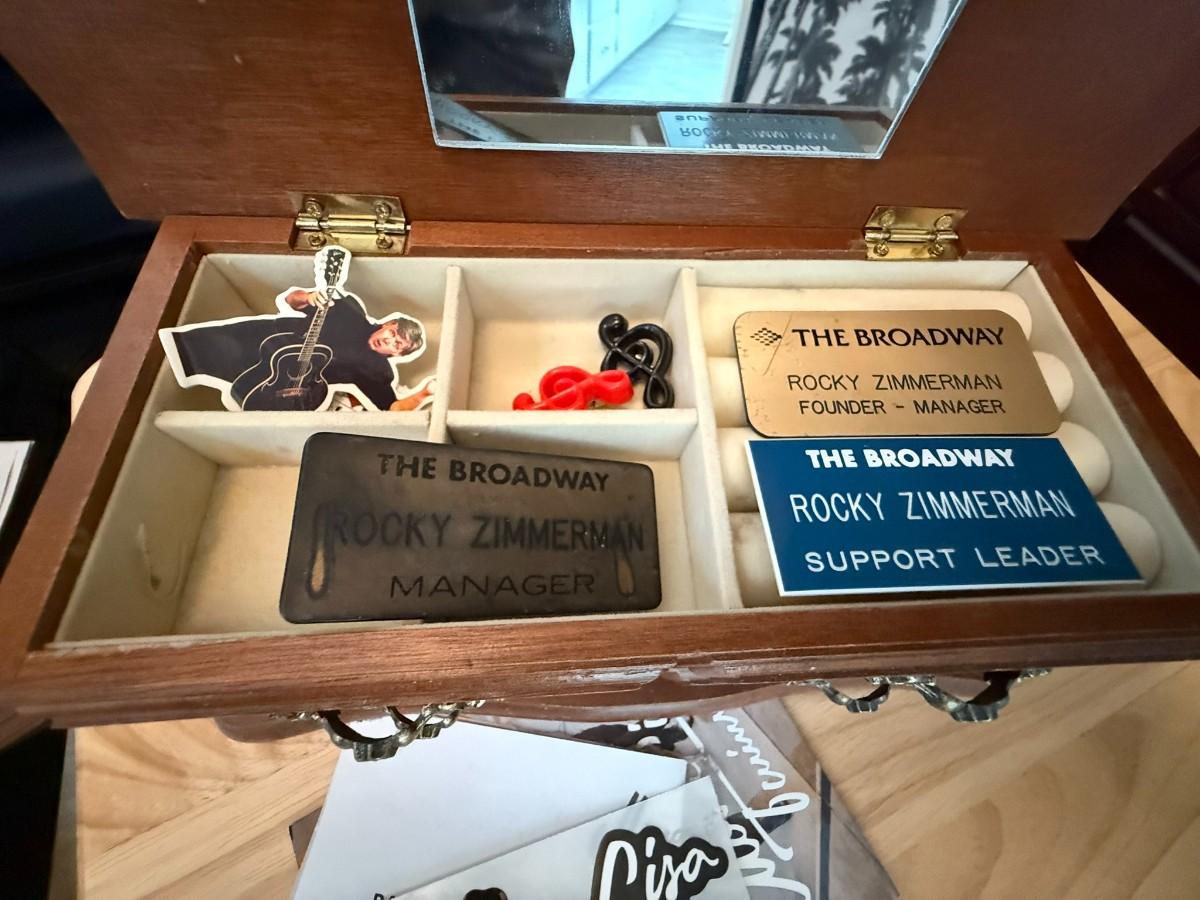 THE BROADWAY
ROCKY ZIMMERMAN
FOUNDER - MANAGER
THE BROADWAY
ROCKY ZIMMERMAN
MANAGER
THE BROADWAY
ROCKY ZIMMERMAN
SUPPORT LEADER
Lisa